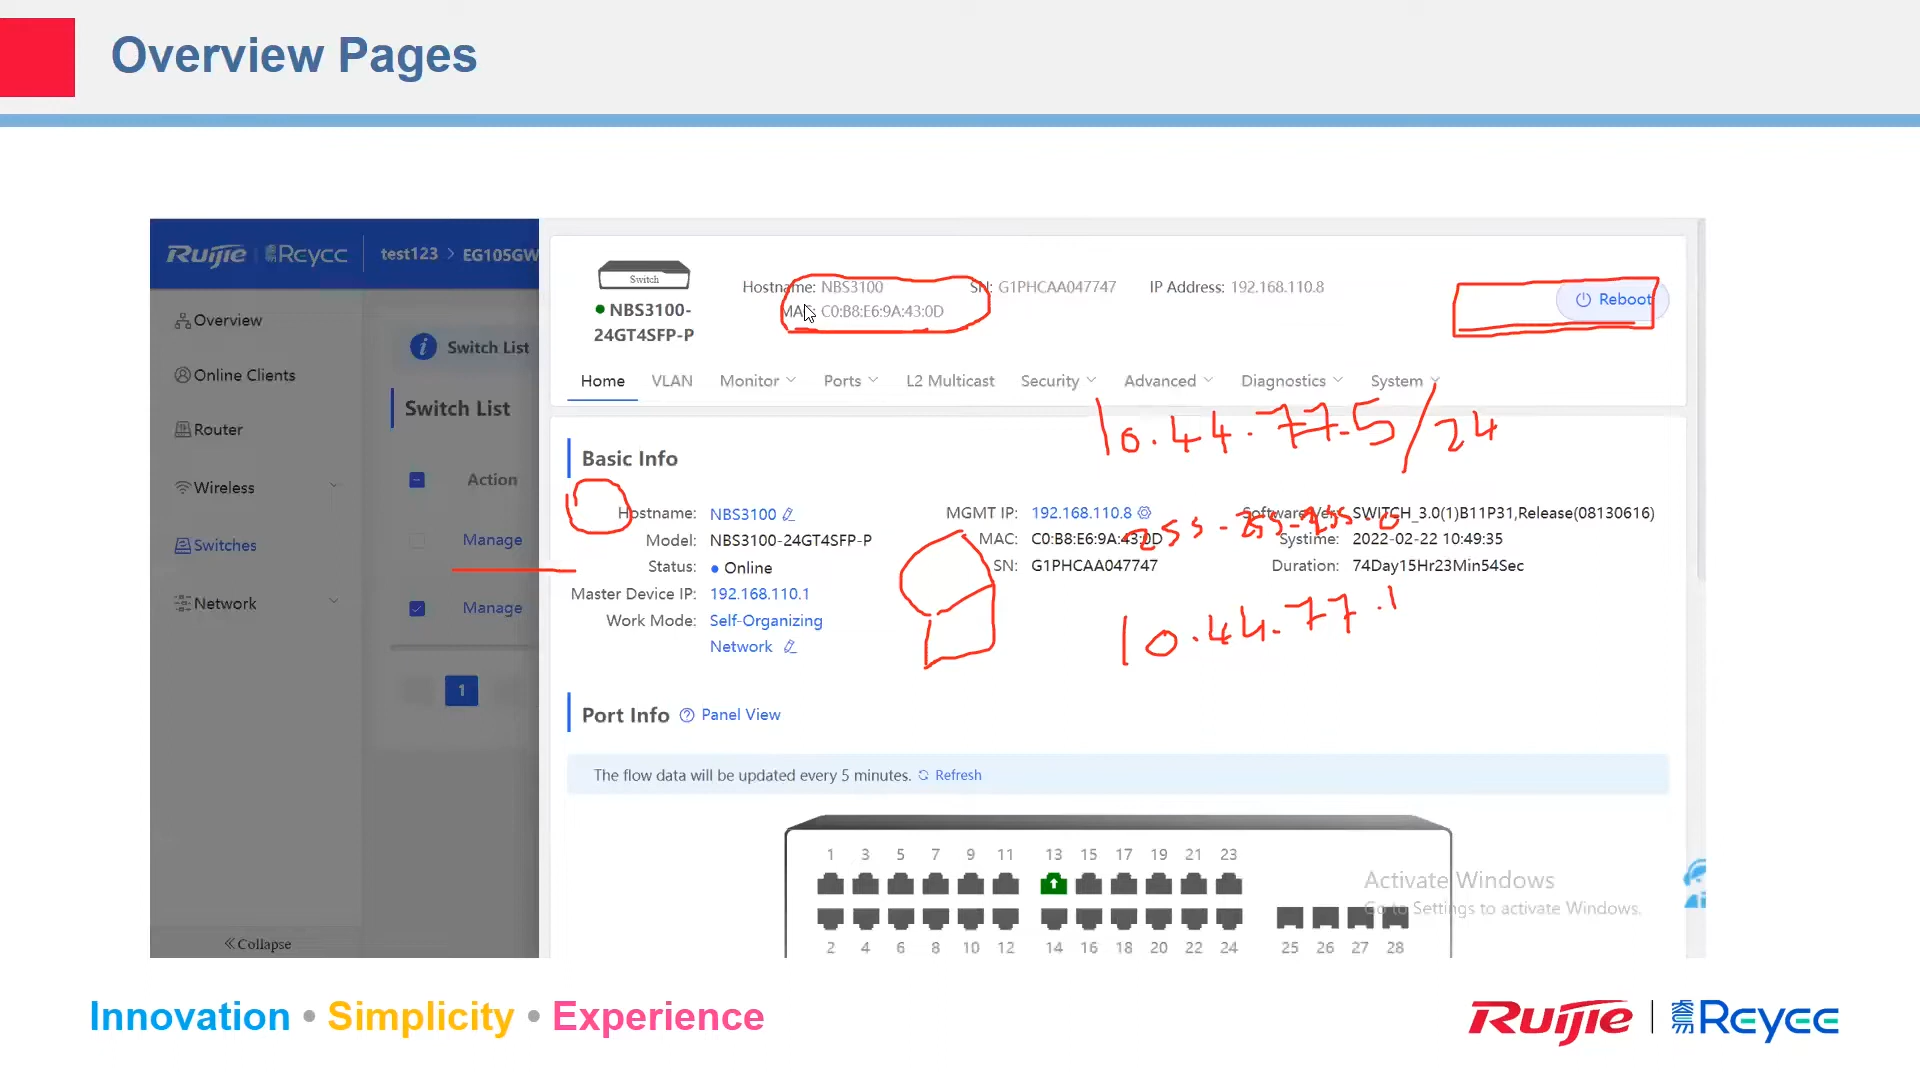 Overview Pages
Ruijie | Reyee test123 > EG105GW
Overview
Online Clients
Router
Wireless
Switches
Network
Collapse
Switch List
Switch List
Action
Manage
Manage
1
Switch
NBS3100-
24GT4SFP-P
Hostname: NBS3100 SN: G1PHCAA047747 IP Address: 192.168.110.8
MAC: C0:B8:E6:9A:43:0D
Reboot
Home VLAN Monitor Ports L2 Multicast Security Advanced Diagnostics System
10.44.77.5/24
Basic Info
Hostname: NBS3100 MGMT IP: 192.168.110.8 Software Ver: SWITCH_3.0(1)B11P31,Release(08130616)
255-255-255-0
Model: NBS3100-24GT4SFP-P MAC: C0:B8:E6:9A:43:0D Systime: 2022-02-22 10:49:35
Status: Online SN: G1PHCAA047747 Duration: 74Day15Hr23Min54Sec
Master Device IP: 192.168.110.1
Work Mode: Self-Organizing
Network
10.44.77.1
Port Info Panel View
The flow data will be updated every 5 minutes. Refresh
1 3 5 7 9 11 13 15 17 19 21 23
2 4 6 8 10 12 14 16 18 20 22 24 25 26 27 28
Activate Windows
Go to Settings to activate Windows.
Innovation • Simplicity • Experience
Ruijie | Reyee